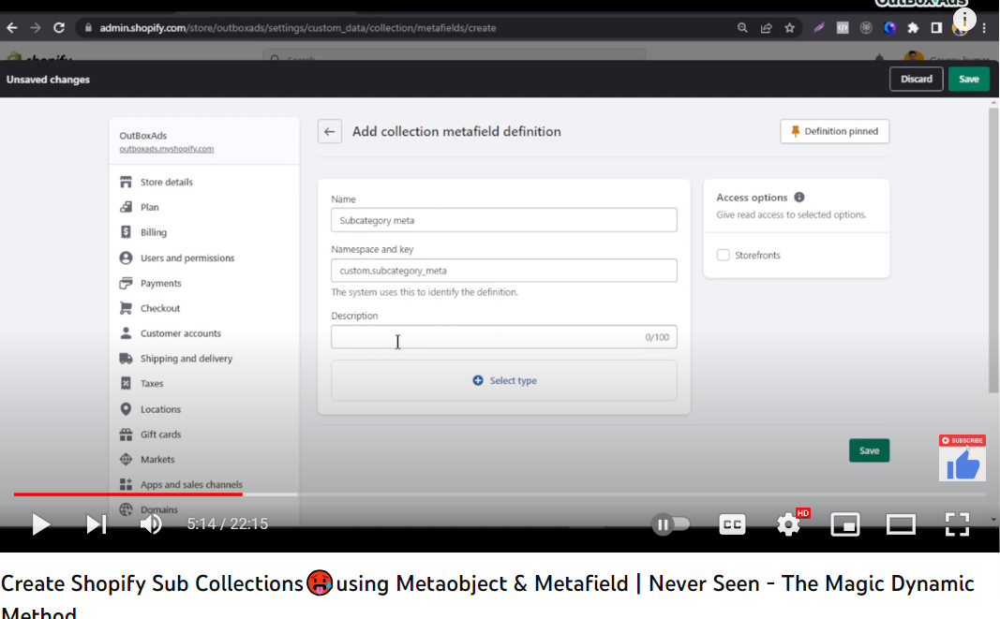 OutBox Ads
admin.shopify.com/store/outboxads/settings/custom_data/collection/metafields/create
shopify
Search
Unsaved changes
Discard
Save
OutBoxAds
outboxads.myshopify.com
Add collection metafield definition
Definition pinned
Store details
Plan
Billing
Users and permissions
Payments
Checkout
Customer accounts
Shipping and delivery
Taxes
Locations
Gift cards
Markets
Apps and sales channels
Domains
Name
Subcategory meta
Namespace and key
custom.subcategory_meta
The system uses this to identify the definition.
Description
0/100
Select type
Access options
Give read access to selected options.
Storefronts
Save
SUBSCRIBE
5:14 / 22:15
CC
HD
Create Shopify Sub Collections🥵using Metaobject & Metafield | Never Seen - The Magic Dynamic
Method